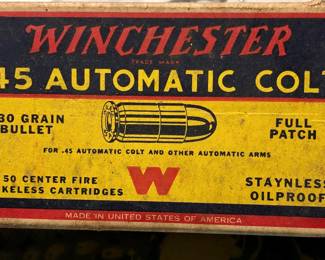 WINCHESTER
TRADE MARK
45 AUTOMATIC COLT
30 GRAIN
BULLET
FULL
PATCH
FOR .45 AUTOMATIC COLT AND OTHER AUTOMATIC ARMS
50 CENTER FIRE
KELESS CARTRIDGES
W
STAYNLESS
OILPROOF
MADE IN UNITED STATES OF AMERICA